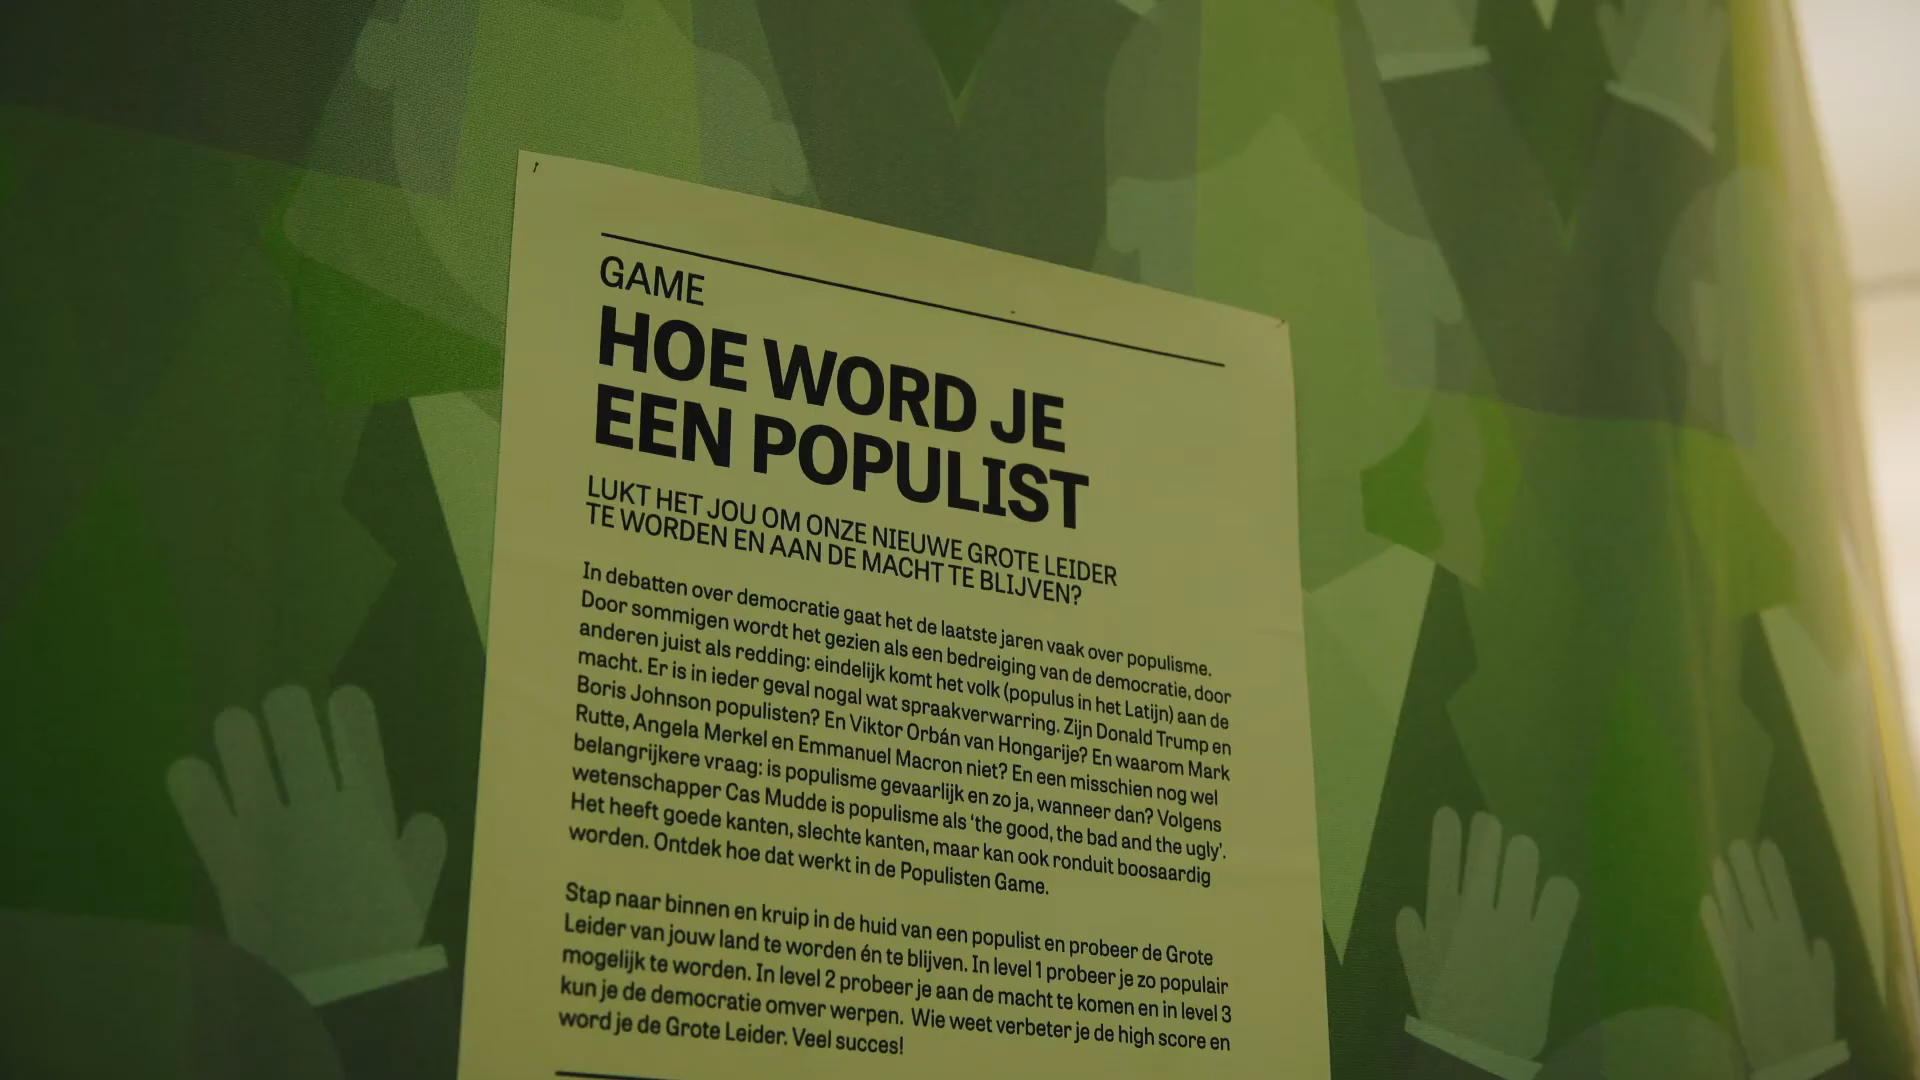 GAME
HOE WORD JE
EEN POPULIST
LUKT HET JOU OM ONZE NIEUWE GROTE LEIDER
TE WORDEN EN AAN DE MACHT TE BLIJVEN?
In debatten over democratie gaat het de laatste jaren vaak over populisme.
Door sommigen wordt het gezien als een bedreiging van de democratie, door
anderen juist als redding: eindelijk komt het volk (populus in het Latijn) aan de
macht. Er is in ieder geval nogal wat spraakverwarring. Zijn Donald Trump en
Boris Johnson populisten? En Viktor Orbán van Hongarije? En waarom Mark
Rutte, Angela Merkel en Emmanuel Macron niet? En een misschien nog wel
belangrijkere vraag: is populisme gevaarlijk en zo ja, wanneer dan? Volgens
wetenschapper Cas Mudde is populisme als ‘the good, the bad and the ugly’.
Het heeft goede kanten, slechte kanten, maar kan ook ronduit boosaardig
worden. Ontdek hoe dat werkt in de Populisten Game.
Stap naar binnen en kruip in de huid van een populist en probeer de Grote
Leider van jouw land te worden én te blijven. In level 1 probeer je zo populair
mogelijk te worden. In level 2 probeer je aan de macht te komen en in level 3
kun je de democratie omver werpen. Wie weet verbeter je de high score en
word je de Grote Leider. Veel succes!